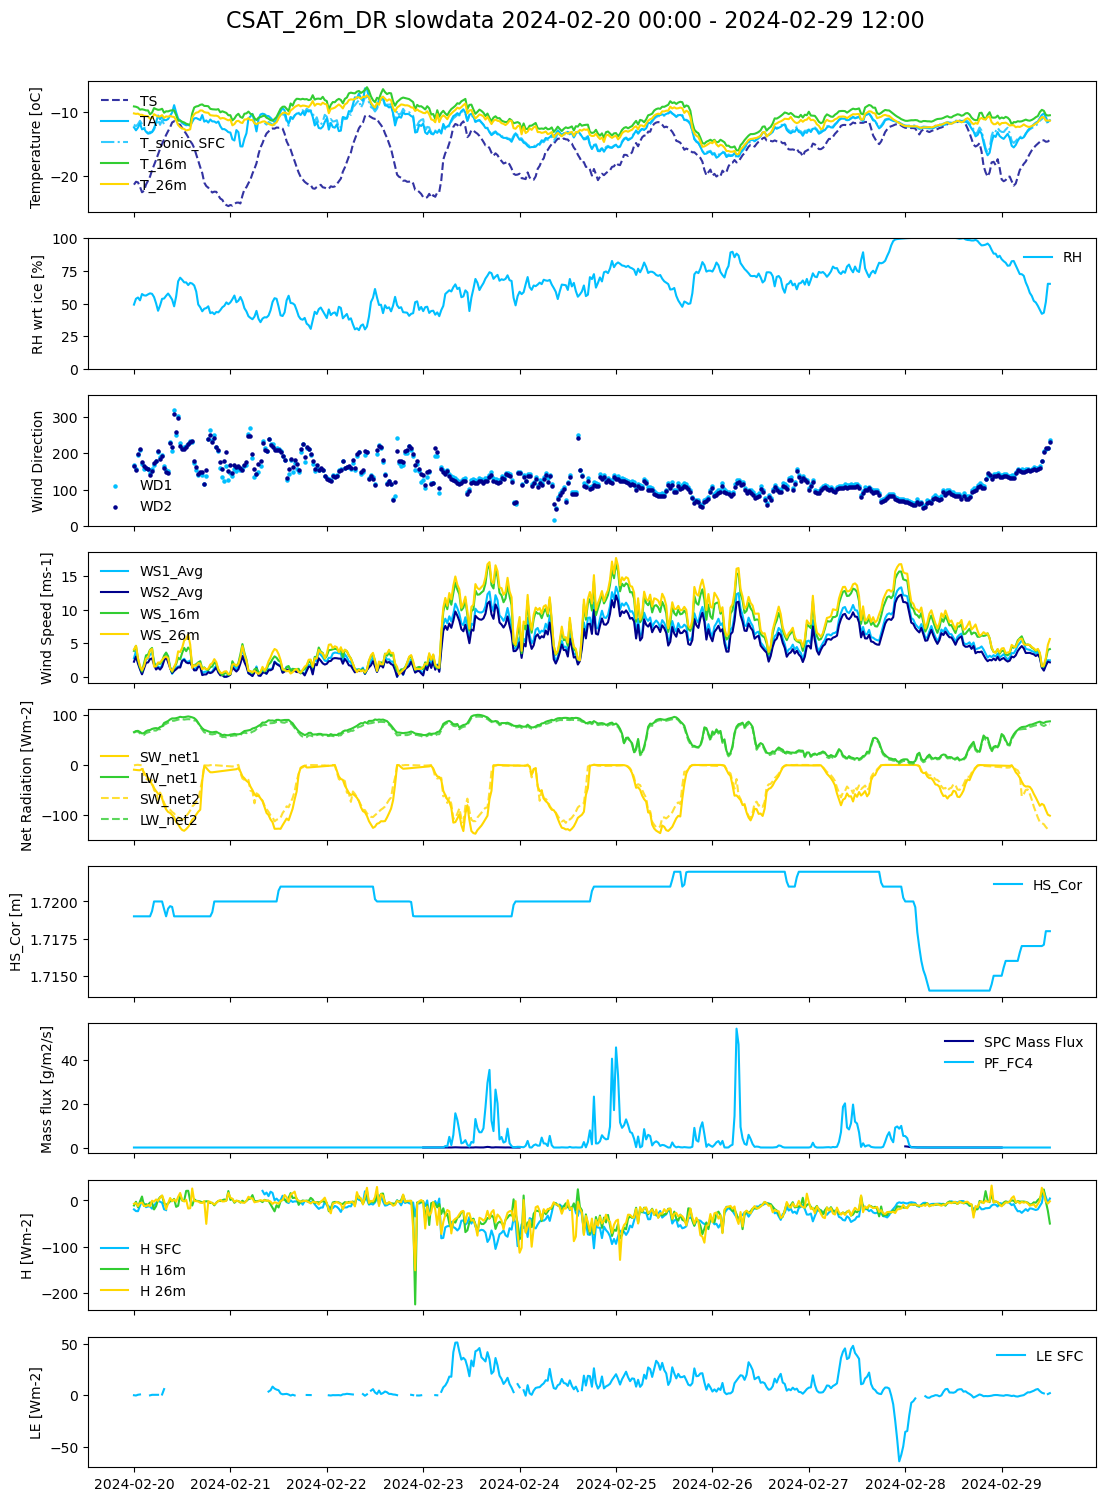 CSAT_26m_DR slowdata 2024-02-20 00:00 - 2024-02-29 12:00
Temperature [oC]
−10
−20
TS
TA
T_sonic_SFC
T_16m
T_26m
RH wrt ice [%]
100
75
50
25
0
RH
Wind Direction
300
200
100
0
WD1
WD2
Wind Speed [ms-1]
15
10
5
0
WS1_Avg
WS2_Avg
WS_16m
WS_26m
Net Radiation [Wm-2]
100
0
−100
SW_net1
LW_net1
SW_net2
LW_net2
HS_Cor [m]
1.7200
1.7175
1.7150
HS_Cor
Mass flux [g/m2/s]
40
20
0
SPC Mass Flux
PF_FC4
H [Wm-2]
0
−100
−200
H SFC
H 16m
H 26m
LE [Wm-2]
50
0
−50
LE SFC
2024-02-20 2024-02-21 2024-02-22 2024-02-23 2024-02-24 2024-02-25 2024-02-26 2024-02-27 2024-02-28 2024-02-29